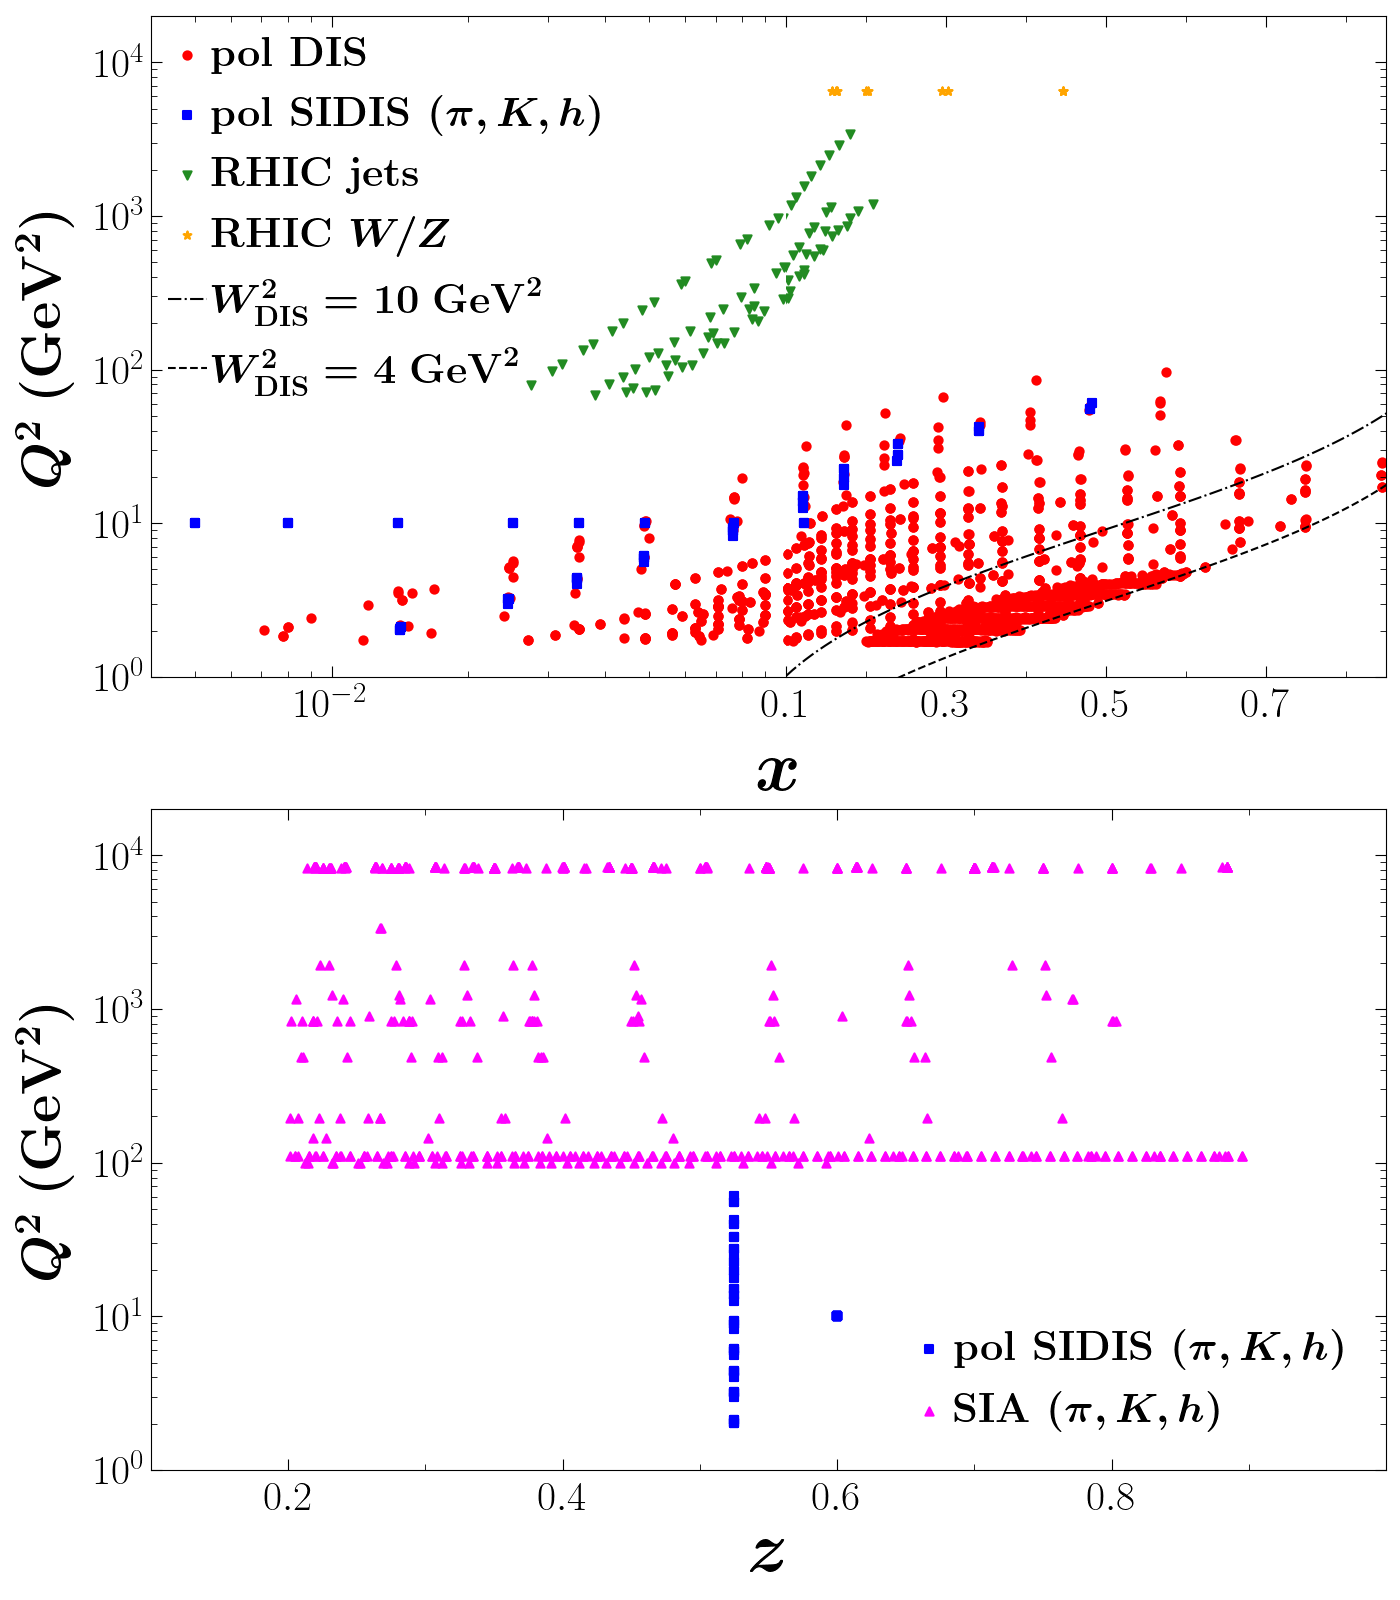 pol DIS
pol SIDIS (π, K, h)
RHIC jets
RHIC W/Z
W²_DIS = 10 GeV²
W²_DIS = 4 GeV²
Q² (GeV²)
10⁴
10³
10²
10¹
10⁰
10⁻² 0.1 0.3 0.5 0.7
x
Q² (GeV²)
10⁴
10³
10²
10¹
10⁰
pol SIDIS (π, K, h)
SIA (π, K, h)
0.2 0.4 0.6 0.8
z